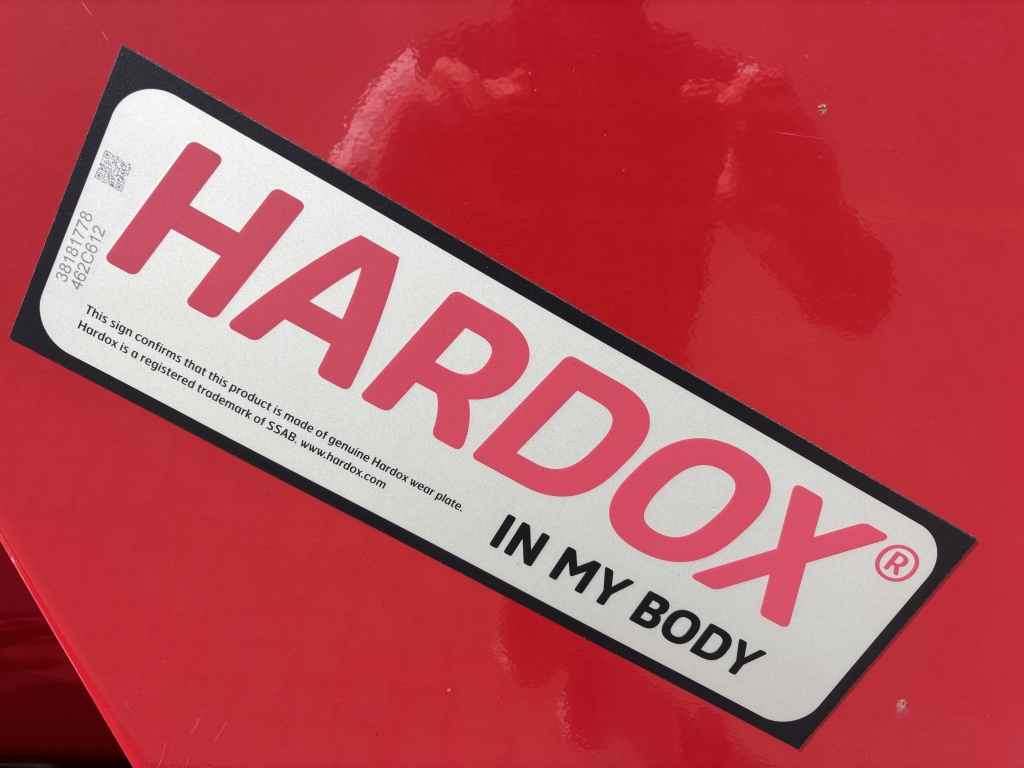 38181778
462C612
HARDOX®
This sign confirms that this product is made of genuine Hardox wear plate.
Hardox is a registered trademark of SSAB. www.hardox.com
IN MY BODY